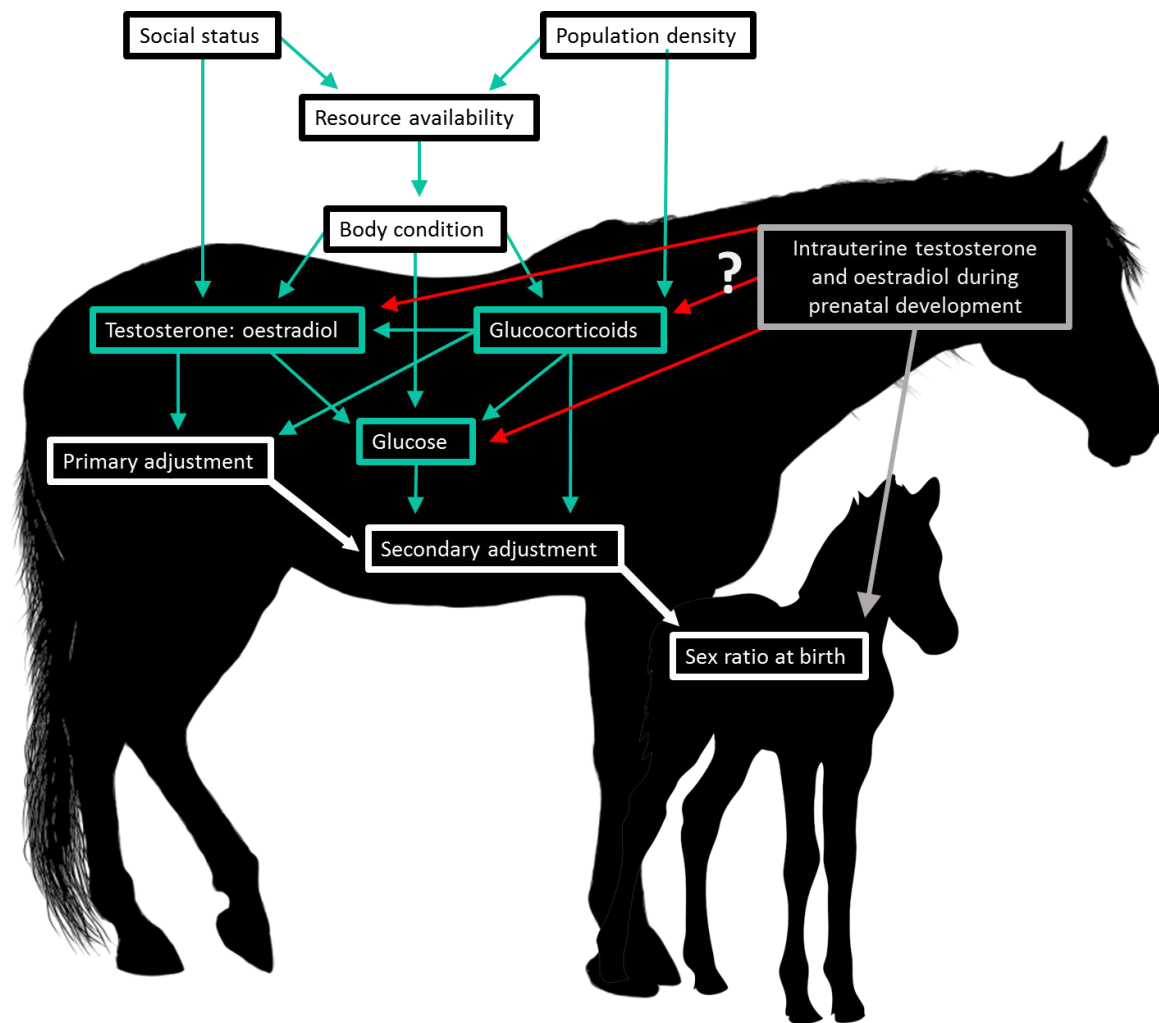 Social status
Population density
Resource availability
Body condition
?
Intrauterine testosterone
and oestradiol during
prenatal development
Testosterone: oestradiol
Glucocorticoids
Glucose
Primary adjustment
Secondary adjustment
Sex ratio at birth